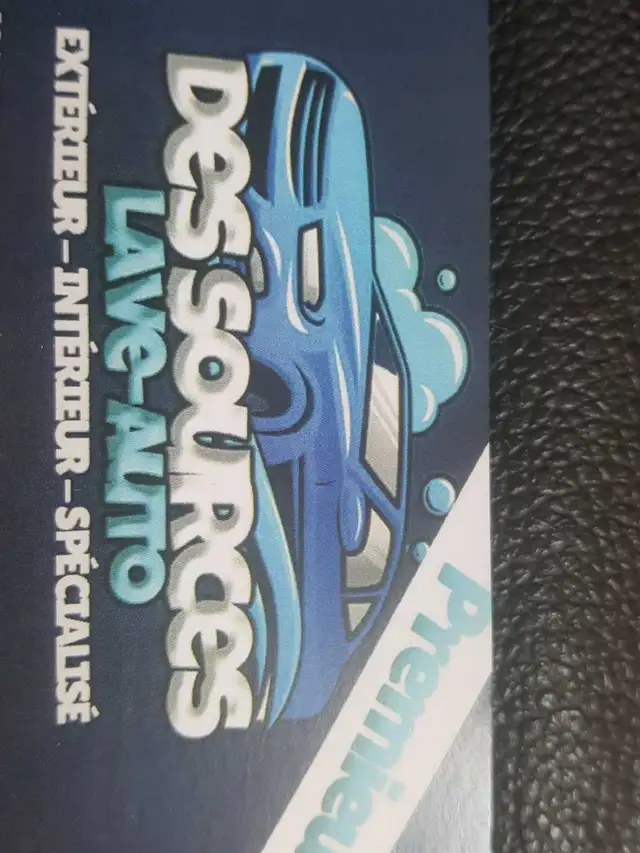 DES SOURCES
LAVE-AUTO
EXTÉRIEUR – INTÉRIEUR – SPÉCIALISÉ